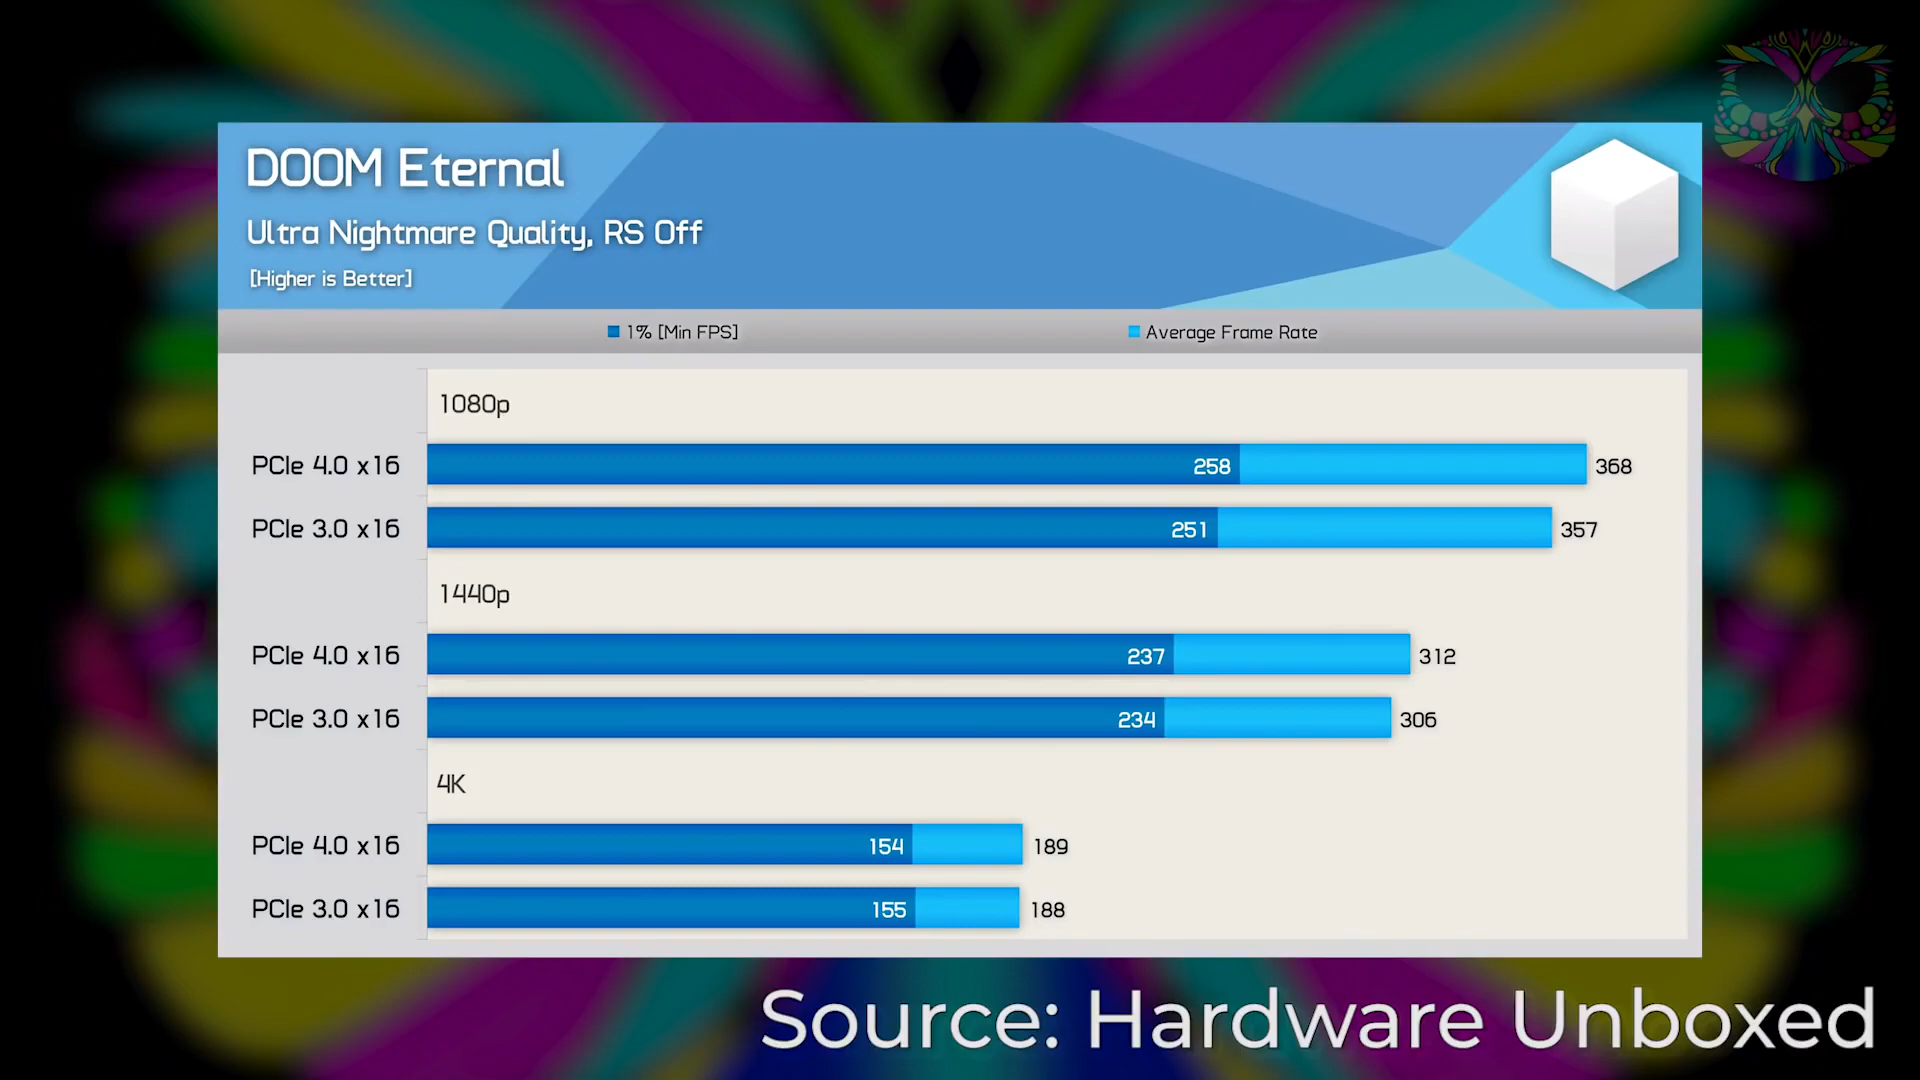 DOOM Eternal
Ultra Nightmare Quality, RS Off
[Higher is Better]
1% [Min FPS] Average Frame Rate
1080p
PCIe 4.0 x16 258 368
PCIe 3.0 x16 251 357
1440p
PCIe 4.0 x16 237 312
PCIe 3.0 x16 234 306
4K
PCIe 4.0 x16 154 189
PCIe 3.0 x16 155 188
Source: Hardware Unboxed